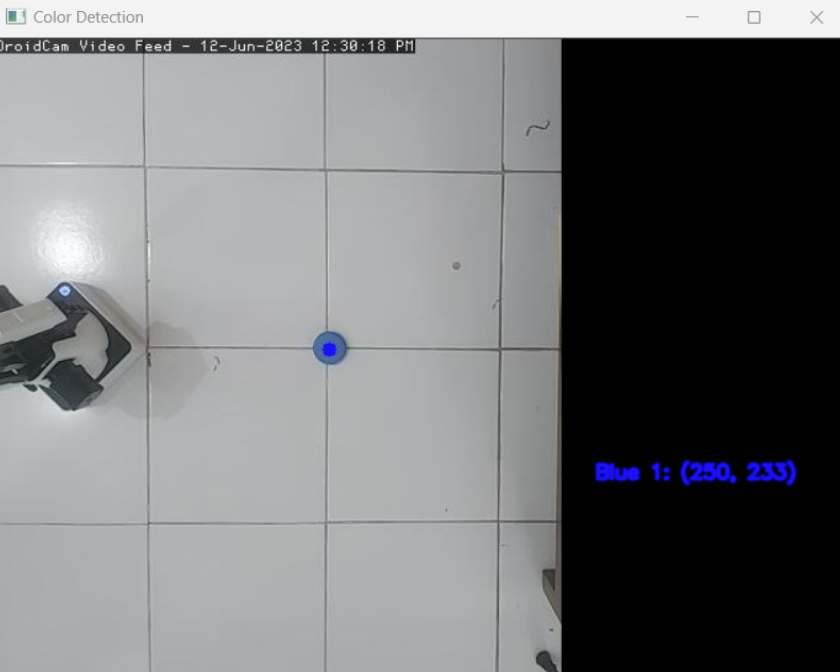 Color Detection
DroidCam Video Feed - 12-Jun-2023 12:30:18 PM
Blue 1: (250, 233)